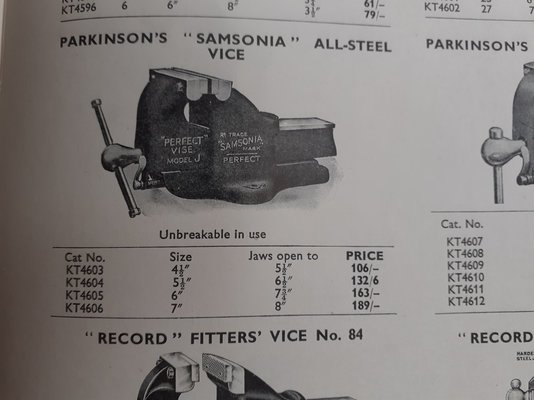 KT4596 6 6" 8" 61/–
3½" 79/–
KT4602 27
PARKINSON'S "SAMSONIA" ALL-STEEL
VICE
"PERFECT"
VISE.
MODEL J
Rd TRADE
"SAMSONIA"
MARK
PERFECT
Unbreakable in use
Cat No. Size Jaws open to PRICE
KT4603 4½" 5½" 106/–
KT4604 5½" 6½" 132/6
KT4605 6" 7¾" 163/–
KT4606 7" 8" 189/–
"RECORD" FITTERS' VICE No. 84
PARKINSON'S
Cat. No.
KT4607
KT4608
KT4609
KT4610
KT4611
KT4612
"RECORD